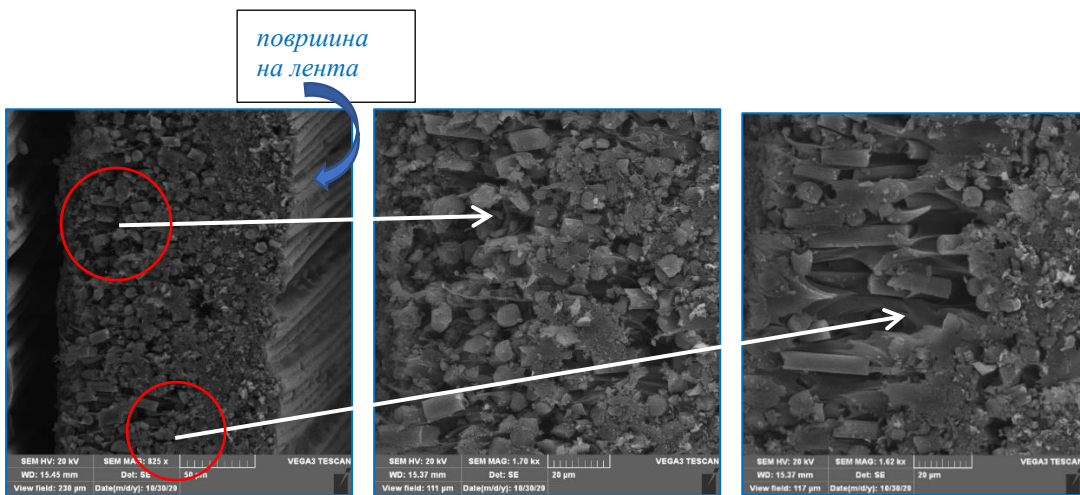 површина
на лента
SEM HV: 20 kV SEM MAG: 825 x VEGA3 TESCAN
WD: 15.45 mm Det: SE 50 µm
View field: 230 µm Date(m/d/y): 10/30/20
SEM HV: 20 kV SEM MAG: 1.70 kx VEGA3 TESCAN
WD: 15.37 mm Det: SE 20 µm
View field: 111 µm Date(m/d/y): 10/30/20
SEM HV: 20 kV SEM MAG: 1.62 kx VEGA3 TESCAN
WD: 15.37 mm Det: SE 20 µm
View field: 117 µm Date(m/d/y): 10/30/20